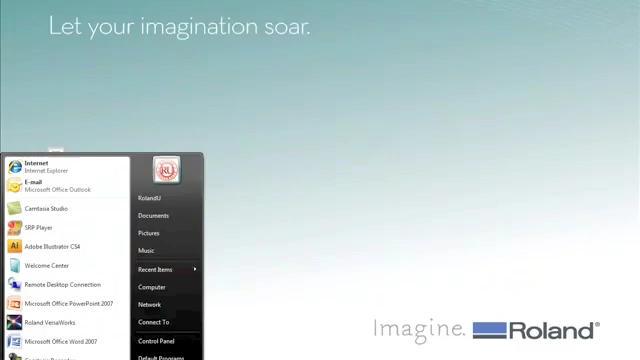 Let your imagination soar.
Internet
Internet Explorer
E-mail
Microsoft Office Outlook
Camtasia Studio
SRP Player
Adobe Illustrator CS4
Welcome Center
Remote Desktop Connection
Microsoft Office PowerPoint 2007
Roland VersaWorks
Microsoft Office Word 2007
RU
RolandU
Documents
Pictures
Music
Recent Items
Computer
Network
Connect To
Control Panel
Default Programs
Imagine. Roland®